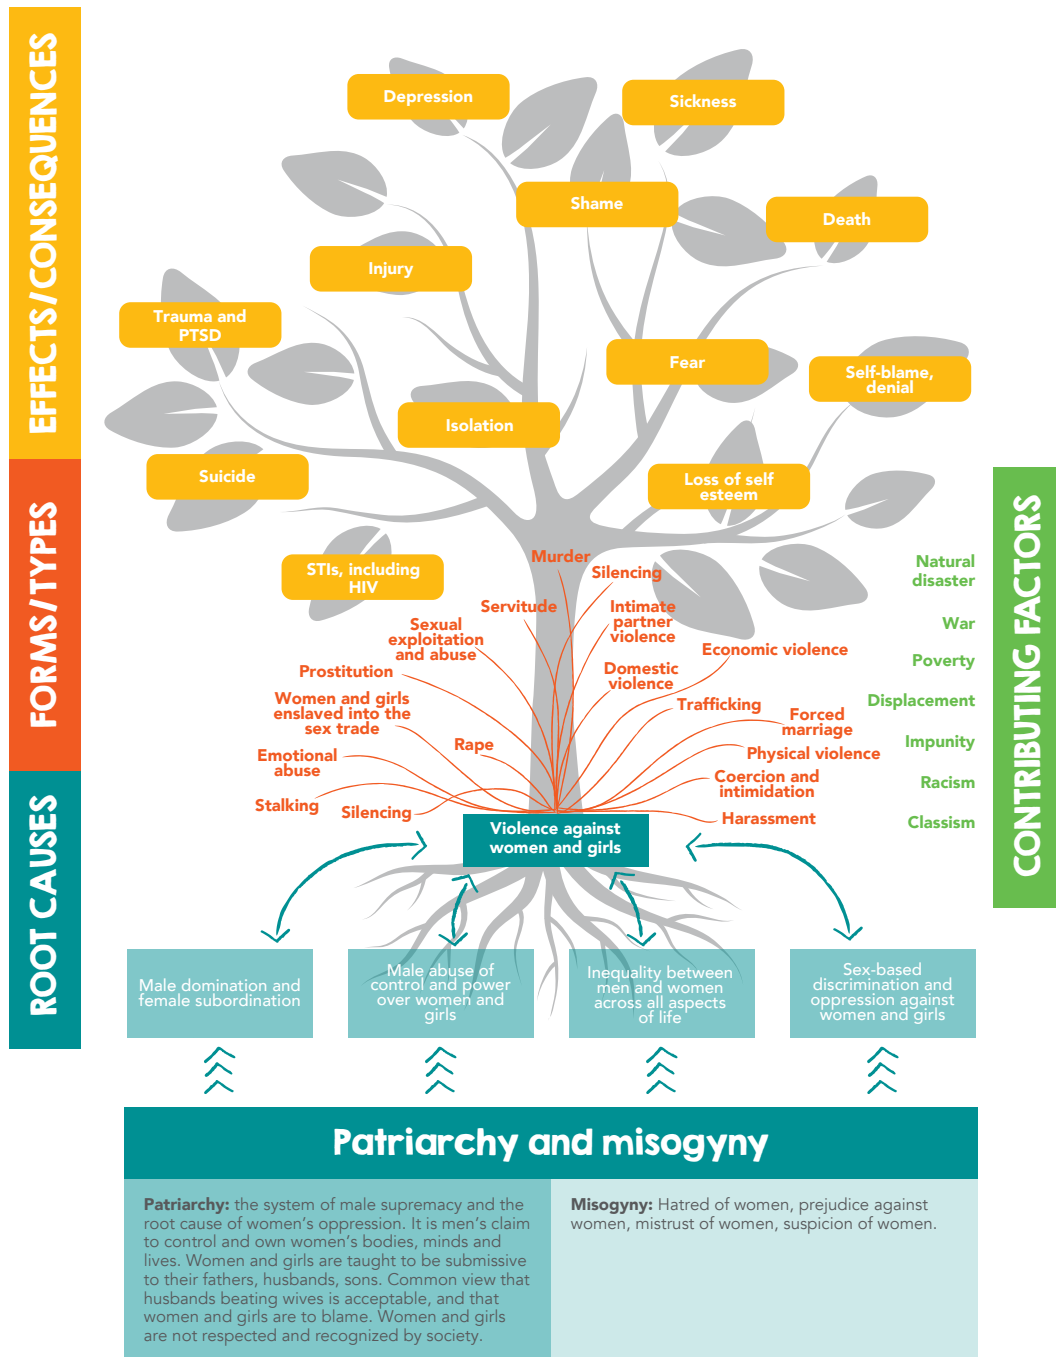 EFFECTS/CONSEQUENCES
FORMS/TYPES
ROOT CAUSES
CONTRIBUTING FACTORS
Depression
Sickness
Shame
Death
Injury
Trauma and
PTSD
Fear
Self-blame,
denial
Isolation
Suicide
Loss of self
esteem
STIs, including
HIV
Murder
Silencing
Servitude
Intimate
partner
violence
Sexual
exploitation
and abuse
Economic violence
Prostitution
Domestic
violence
Women and girls
enslaved into the
sex trade
Trafficking
Forced
marriage
Rape
Emotional
abuse
Physical violence
Coercion and
intimidation
Stalking
Silencing
Harassment
Natural
disaster
War
Poverty
Displacement
Impunity
Racism
Classism
Violence against
women and girls
Male domination and
female subordination
Male abuse of
control and power
over women and
girls
Inequality between
men and women
across all aspects
of life
Sex-based
discrimination and
oppression against
women and girls
Patriarchy and misogyny
Patriarchy: the system of male supremacy and the
root cause of women’s oppression. It is men’s claim
to control and own women’s bodies, minds and
lives. Women and girls are taught to be submissive
to their fathers, husbands, sons. Common view that
husbands beating wives is acceptable, and that
women and girls are to blame. Women and girls
are not respected and recognized by society.
Misogyny: Hatred of women, prejudice against
women, mistrust of women, suspicion of women.